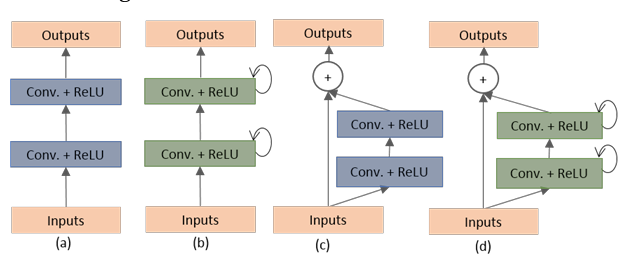 Outputs
Conv. + ReLU
Conv. + ReLU
Inputs
(a)
Outputs
Conv. + ReLU
Conv. + ReLU
Inputs
(b)
Outputs
+
Conv. + ReLU
Conv. + ReLU
Inputs
(c)
Outputs
+
Conv. + ReLU
Conv. + ReLU
Inputs
(d)